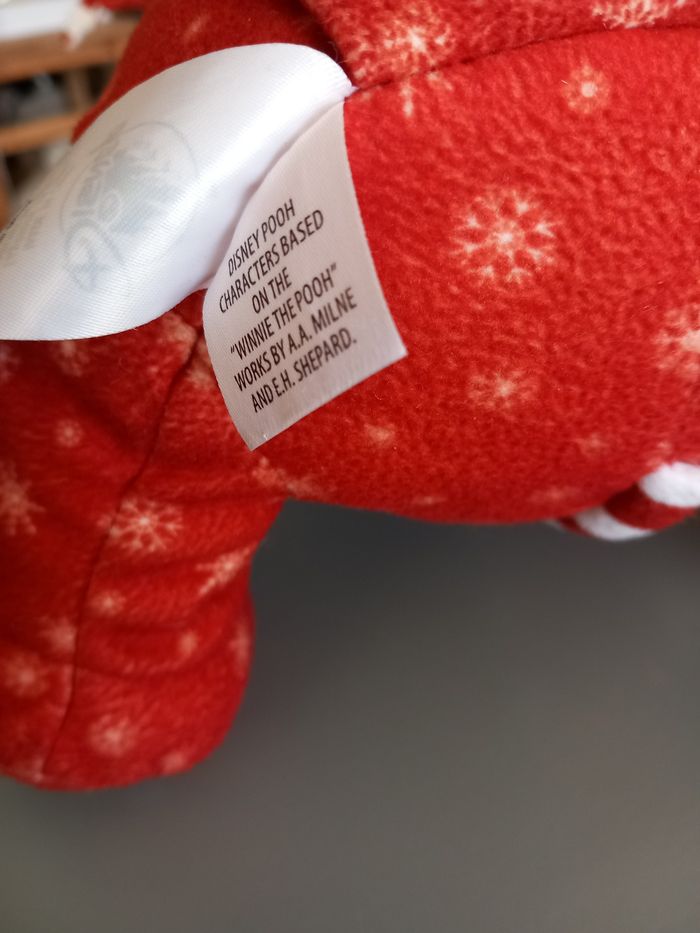 DISNEY POOH
CHARACTERS BASED
ON THE
"WINNIE THE POOH"
WORKS BY A.A. MILNE
AND E.H. SHEPARD.